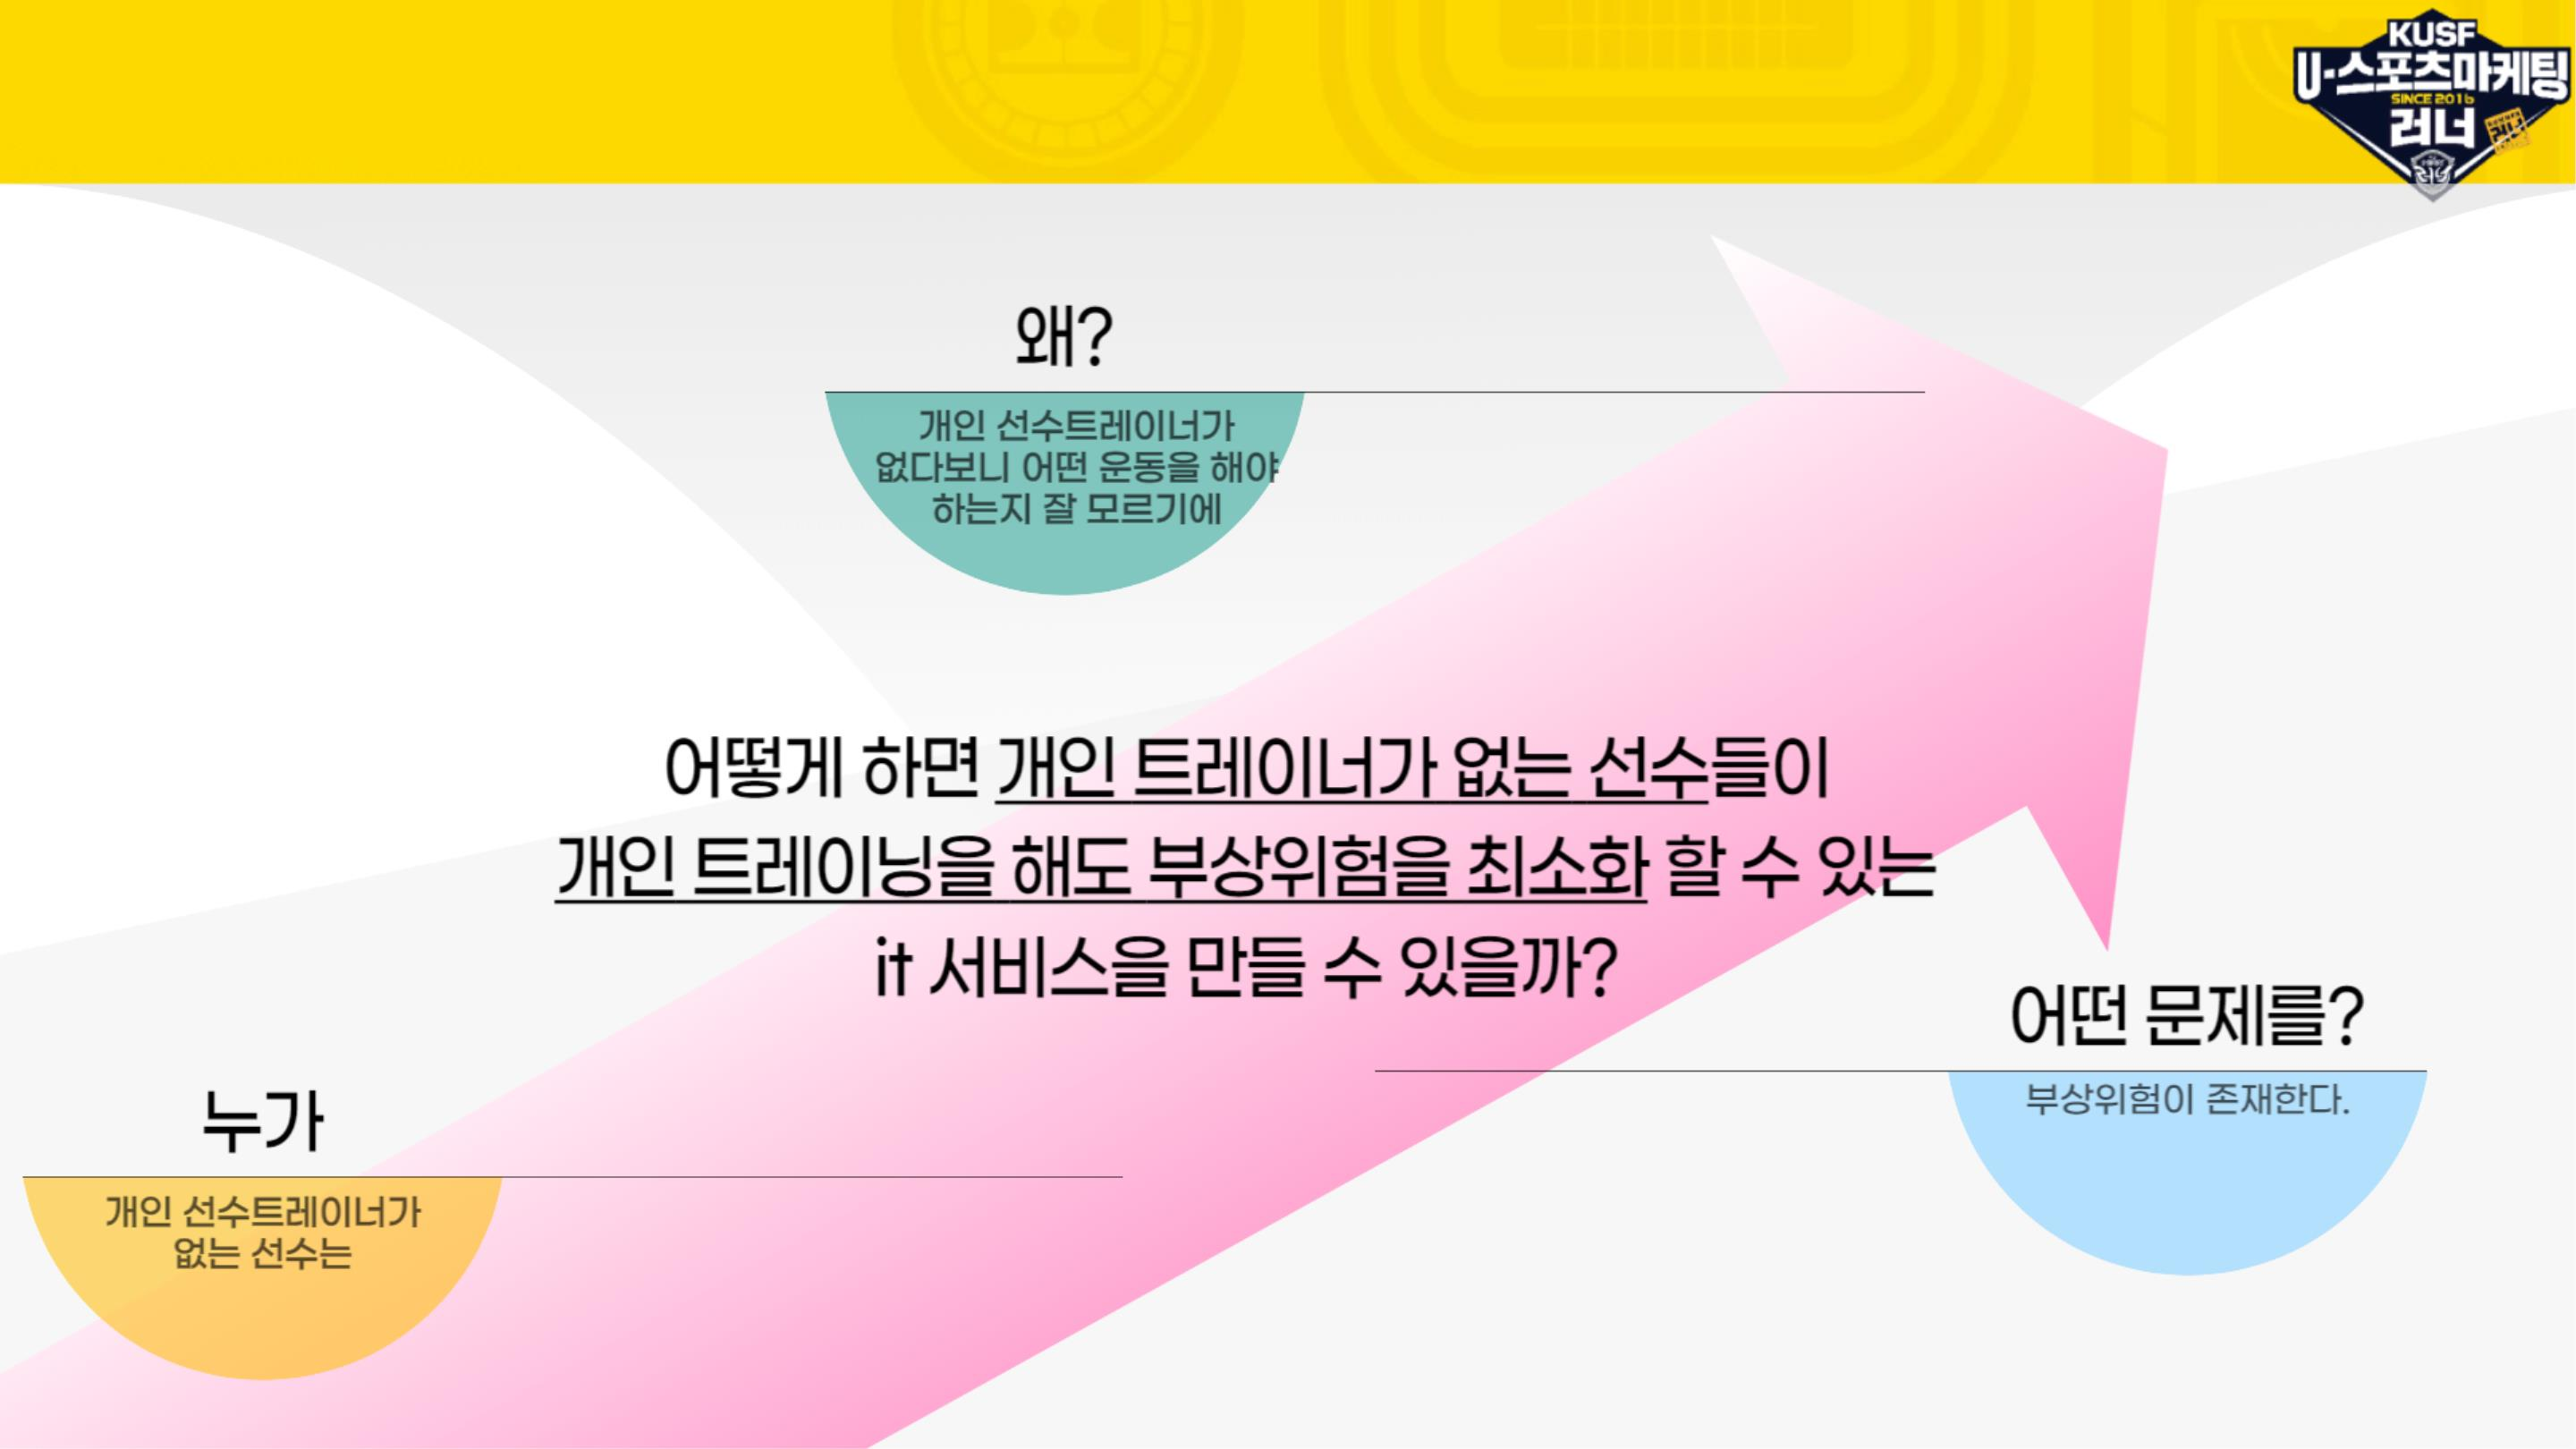 KUSF
U-스포츠마케팅
SINCE 2016
러너
왜?
개인 선수트레이너가
없다보니 어떤 운동을 해야
하는지 잘 모르기에
어떻게 하면 개인 트레이너가 없는 선수들이
개인 트레이닝을 해도 부상위험을 최소화 할 수 있는
it 서비스을 만들 수 있을까?
어떤 문제를?
부상위험이 존재한다.
누가
개인 선수트레이너가
없는 선수는